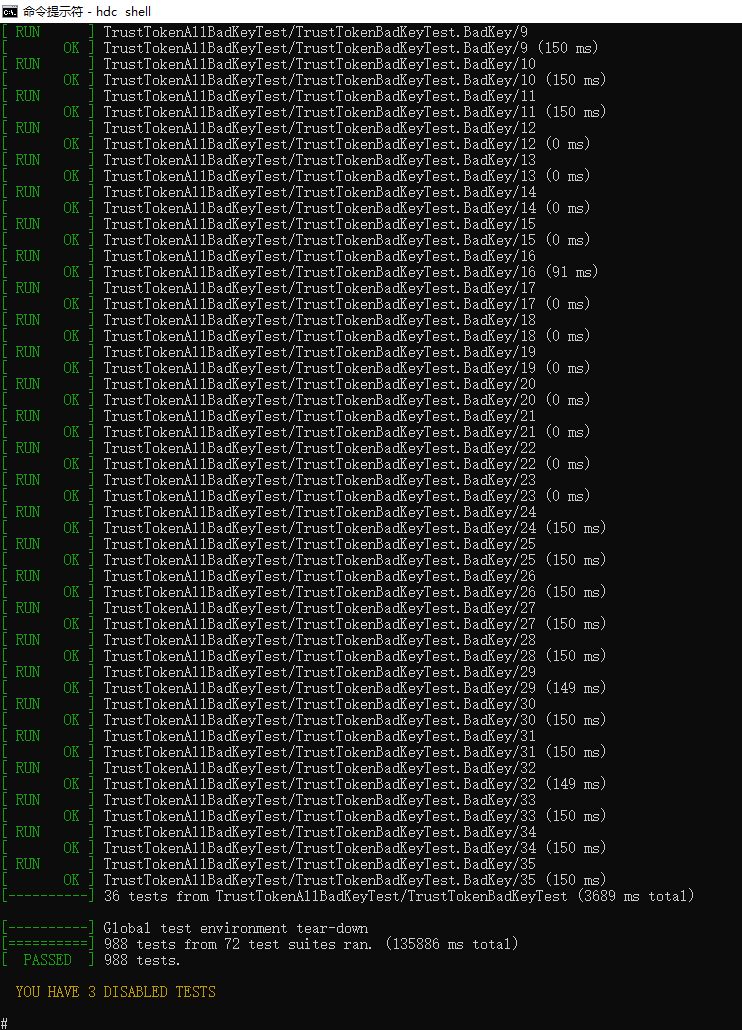 命令提示符 - hdc  shell
[ RUN      ] TrustTokenAllBadKeyTest/TrustTokenBadKeyTest.BadKey/9
[       OK ] TrustTokenAllBadKeyTest/TrustTokenBadKeyTest.BadKey/9 (150 ms)
[ RUN      ] TrustTokenAllBadKeyTest/TrustTokenBadKeyTest.BadKey/10
[       OK ] TrustTokenAllBadKeyTest/TrustTokenBadKeyTest.BadKey/10 (150 ms)
[ RUN      ] TrustTokenAllBadKeyTest/TrustTokenBadKeyTest.BadKey/11
[       OK ] TrustTokenAllBadKeyTest/TrustTokenBadKeyTest.BadKey/11 (150 ms)
[ RUN      ] TrustTokenAllBadKeyTest/TrustTokenBadKeyTest.BadKey/12
[       OK ] TrustTokenAllBadKeyTest/TrustTokenBadKeyTest.BadKey/12 (0 ms)
[ RUN      ] TrustTokenAllBadKeyTest/TrustTokenBadKeyTest.BadKey/13
[       OK ] TrustTokenAllBadKeyTest/TrustTokenBadKeyTest.BadKey/13 (0 ms)
[ RUN      ] TrustTokenAllBadKeyTest/TrustTokenBadKeyTest.BadKey/14
[       OK ] TrustTokenAllBadKeyTest/TrustTokenBadKeyTest.BadKey/14 (0 ms)
[ RUN      ] TrustTokenAllBadKeyTest/TrustTokenBadKeyTest.BadKey/15
[       OK ] TrustTokenAllBadKeyTest/TrustTokenBadKeyTest.BadKey/15 (0 ms)
[ RUN      ] TrustTokenAllBadKeyTest/TrustTokenBadKeyTest.BadKey/16
[       OK ] TrustTokenAllBadKeyTest/TrustTokenBadKeyTest.BadKey/16 (91 ms)
[ RUN      ] TrustTokenAllBadKeyTest/TrustTokenBadKeyTest.BadKey/17
[       OK ] TrustTokenAllBadKeyTest/TrustTokenBadKeyTest.BadKey/17 (0 ms)
[ RUN      ] TrustTokenAllBadKeyTest/TrustTokenBadKeyTest.BadKey/18
[       OK ] TrustTokenAllBadKeyTest/TrustTokenBadKeyTest.BadKey/18 (0 ms)
[ RUN      ] TrustTokenAllBadKeyTest/TrustTokenBadKeyTest.BadKey/19
[       OK ] TrustTokenAllBadKeyTest/TrustTokenBadKeyTest.BadKey/19 (0 ms)
[ RUN      ] TrustTokenAllBadKeyTest/TrustTokenBadKeyTest.BadKey/20
[       OK ] TrustTokenAllBadKeyTest/TrustTokenBadKeyTest.BadKey/20 (0 ms)
[ RUN      ] TrustTokenAllBadKeyTest/TrustTokenBadKeyTest.BadKey/21
[       OK ] TrustTokenAllBadKeyTest/TrustTokenBadKeyTest.BadKey/21 (0 ms)
[ RUN      ] TrustTokenAllBadKeyTest/TrustTokenBadKeyTest.BadKey/22
[       OK ] TrustTokenAllBadKeyTest/TrustTokenBadKeyTest.BadKey/22 (0 ms)
[ RUN      ] TrustTokenAllBadKeyTest/TrustTokenBadKeyTest.BadKey/23
[       OK ] TrustTokenAllBadKeyTest/TrustTokenBadKeyTest.BadKey/23 (0 ms)
[ RUN      ] TrustTokenAllBadKeyTest/TrustTokenBadKeyTest.BadKey/24
[       OK ] TrustTokenAllBadKeyTest/TrustTokenBadKeyTest.BadKey/24 (150 ms)
[ RUN      ] TrustTokenAllBadKeyTest/TrustTokenBadKeyTest.BadKey/25
[       OK ] TrustTokenAllBadKeyTest/TrustTokenBadKeyTest.BadKey/25 (150 ms)
[ RUN      ] TrustTokenAllBadKeyTest/TrustTokenBadKeyTest.BadKey/26
[       OK ] TrustTokenAllBadKeyTest/TrustTokenBadKeyTest.BadKey/26 (150 ms)
[ RUN      ] TrustTokenAllBadKeyTest/TrustTokenBadKeyTest.BadKey/27
[       OK ] TrustTokenAllBadKeyTest/TrustTokenBadKeyTest.BadKey/27 (150 ms)
[ RUN      ] TrustTokenAllBadKeyTest/TrustTokenBadKeyTest.BadKey/28
[       OK ] TrustTokenAllBadKeyTest/TrustTokenBadKeyTest.BadKey/28 (150 ms)
[ RUN      ] TrustTokenAllBadKeyTest/TrustTokenBadKeyTest.BadKey/29
[       OK ] TrustTokenAllBadKeyTest/TrustTokenBadKeyTest.BadKey/29 (149 ms)
[ RUN      ] TrustTokenAllBadKeyTest/TrustTokenBadKeyTest.BadKey/30
[       OK ] TrustTokenAllBadKeyTest/TrustTokenBadKeyTest.BadKey/30 (150 ms)
[ RUN      ] TrustTokenAllBadKeyTest/TrustTokenBadKeyTest.BadKey/31
[       OK ] TrustTokenAllBadKeyTest/TrustTokenBadKeyTest.BadKey/31 (150 ms)
[ RUN      ] TrustTokenAllBadKeyTest/TrustTokenBadKeyTest.BadKey/32
[       OK ] TrustTokenAllBadKeyTest/TrustTokenBadKeyTest.BadKey/32 (149 ms)
[ RUN      ] TrustTokenAllBadKeyTest/TrustTokenBadKeyTest.BadKey/33
[       OK ] TrustTokenAllBadKeyTest/TrustTokenBadKeyTest.BadKey/33 (150 ms)
[ RUN      ] TrustTokenAllBadKeyTest/TrustTokenBadKeyTest.BadKey/34
[       OK ] TrustTokenAllBadKeyTest/TrustTokenBadKeyTest.BadKey/34 (150 ms)
[ RUN      ] TrustTokenAllBadKeyTest/TrustTokenBadKeyTest.BadKey/35
[       OK ] TrustTokenAllBadKeyTest/TrustTokenBadKeyTest.BadKey/35 (150 ms)
[----------] 36 tests from TrustTokenAllBadKeyTest/TrustTokenBadKeyTest (3689 ms total)
[----------] Global test environment tear-down
[==========] 988 tests from 72 test suites ran. (135886 ms total)
[  PASSED  ] 988 tests.
YOU HAVE 3 DISABLED TESTS
#